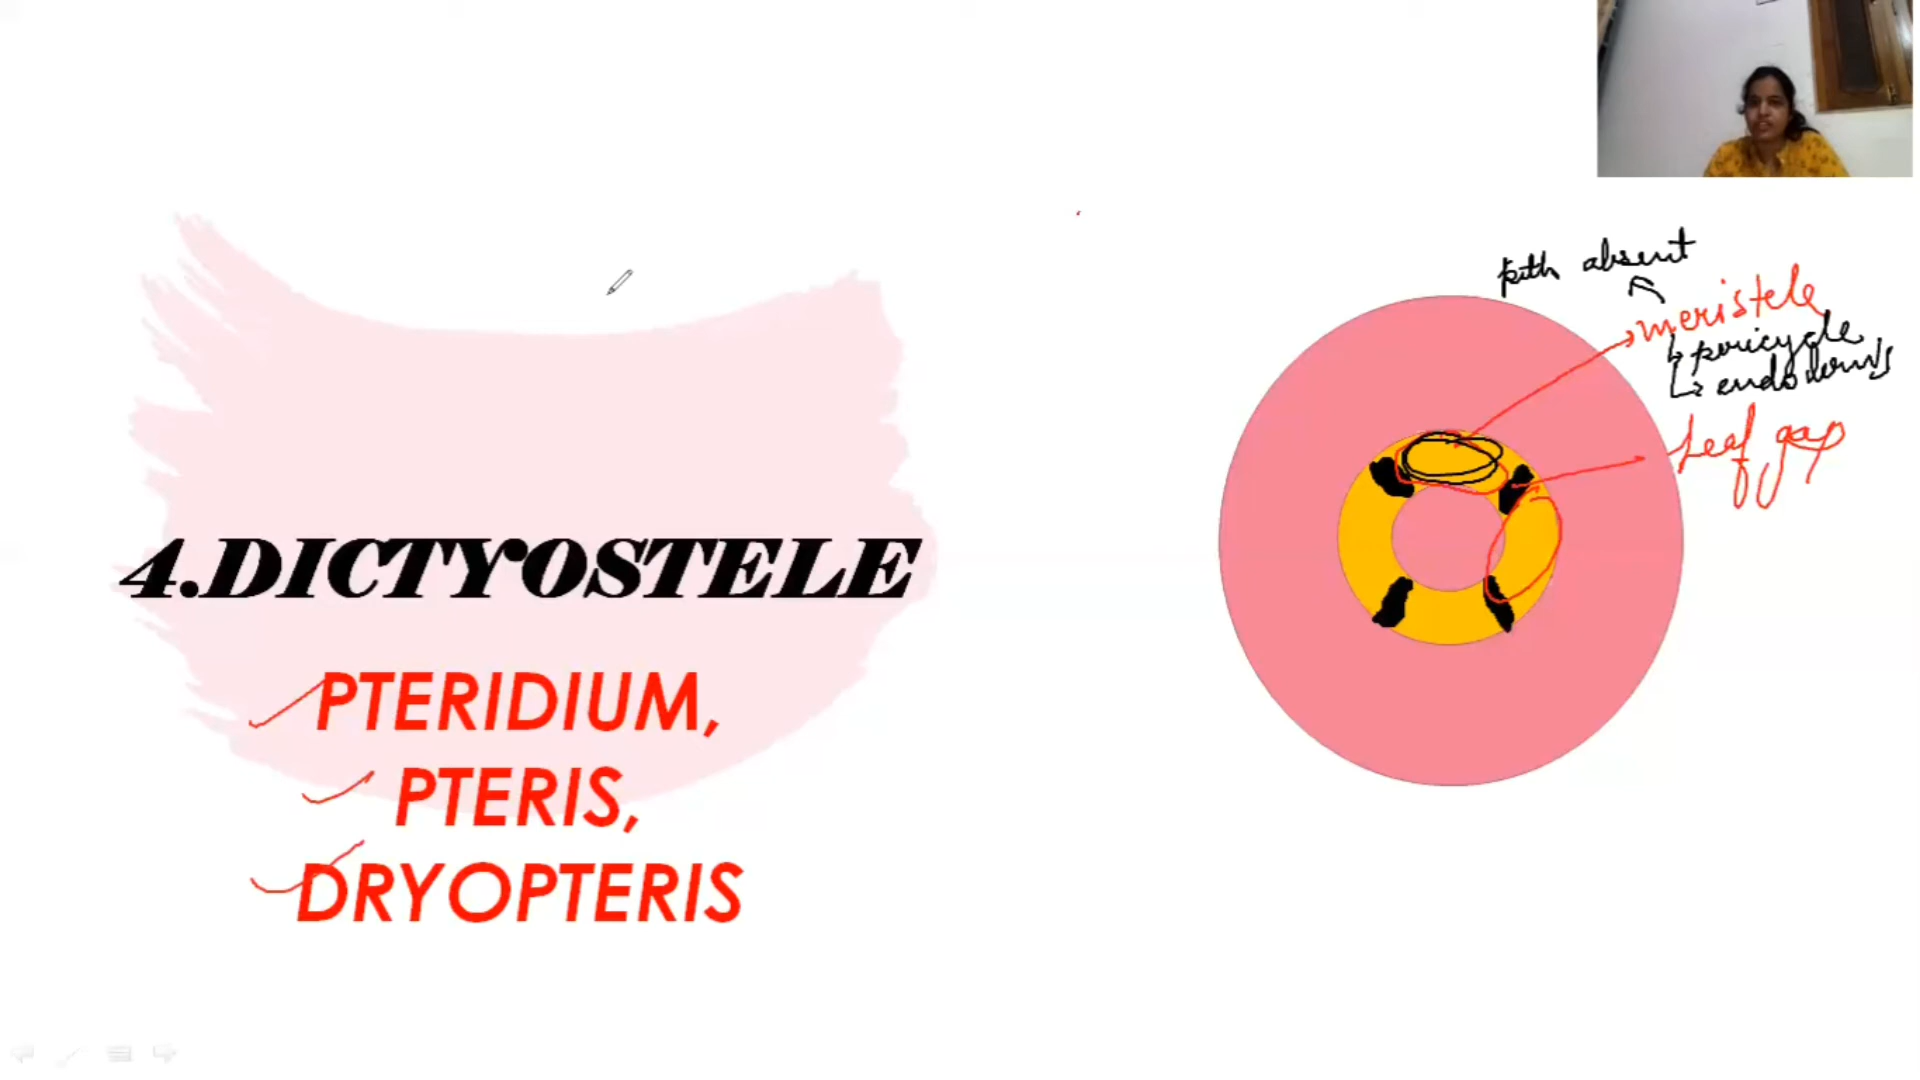 4.DICTYOSTELE
PTERIDIUM,
PTERIS,
DRYOPTERIS
pith absent
meristele
pericycle
endodermis
Leaf gap